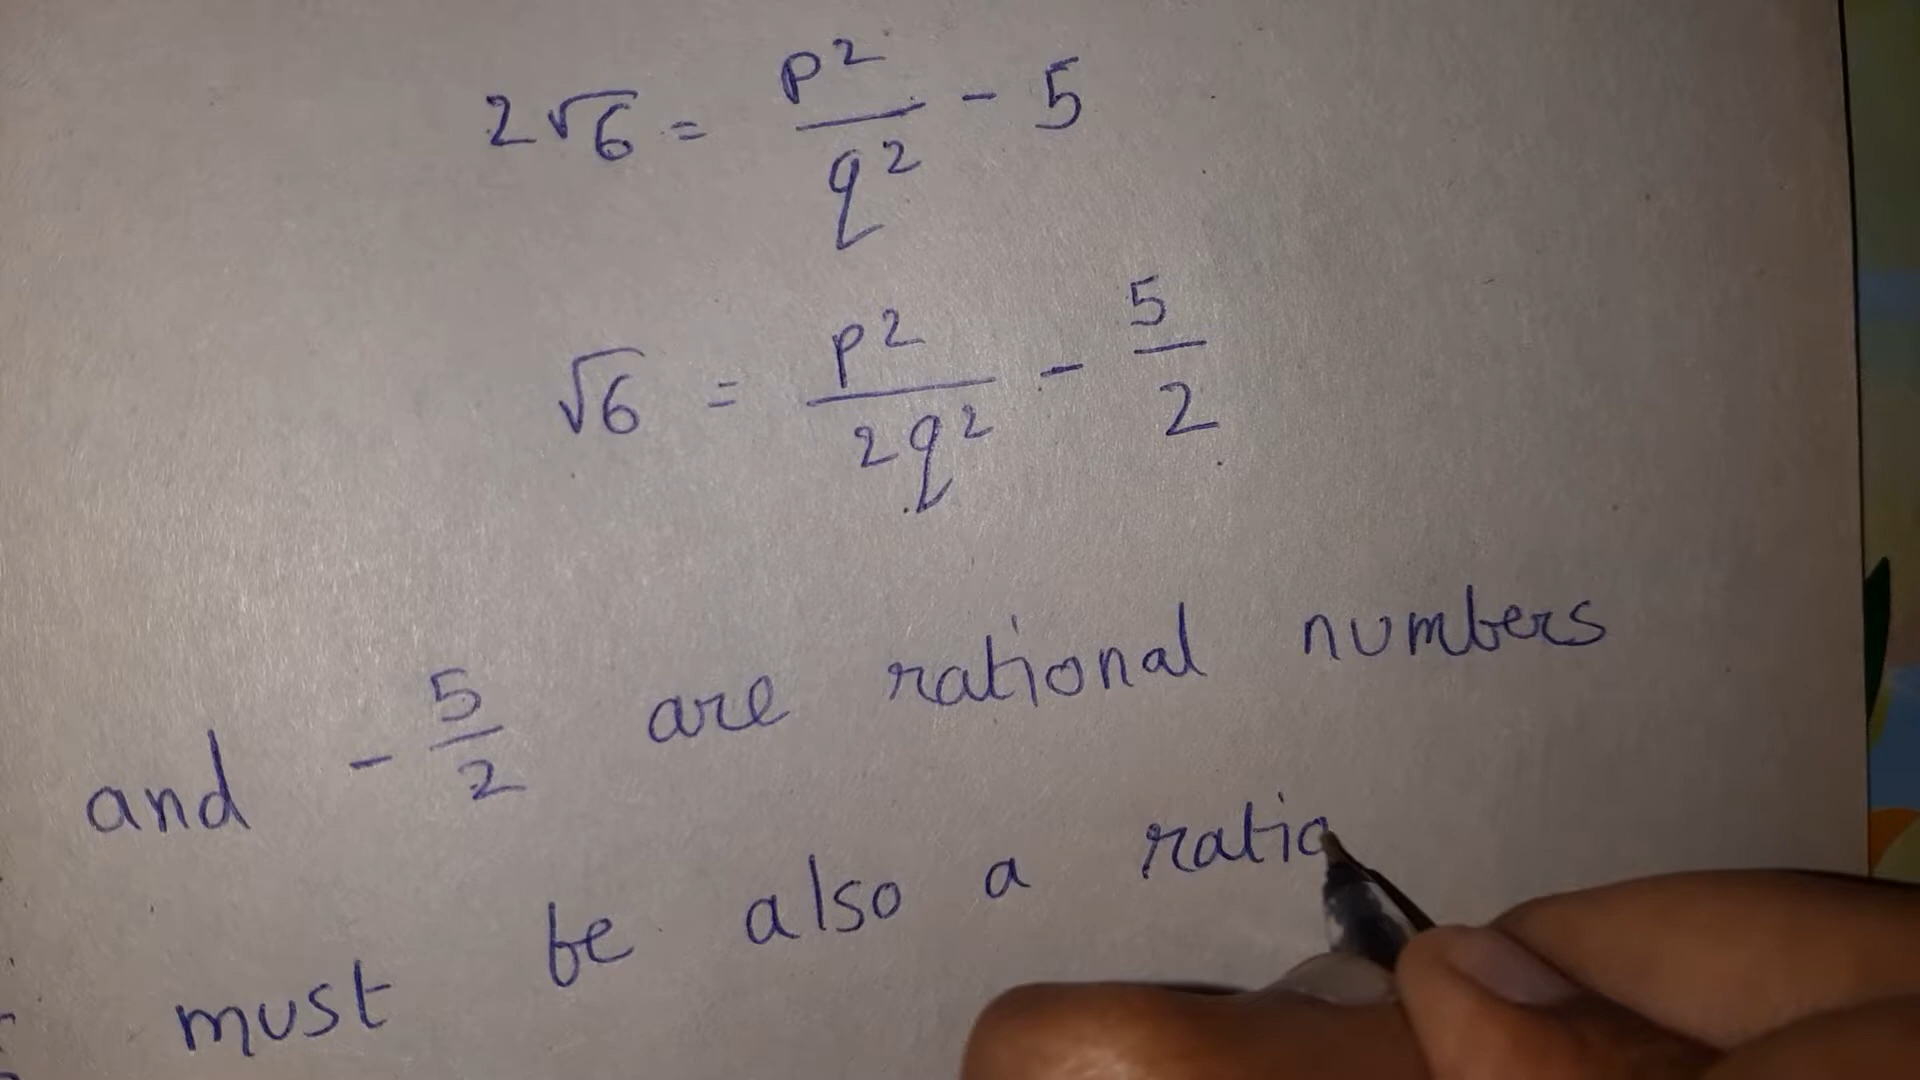 2√6 = p²/q² - 5
√6 = p²/2q² - 5/2
and - 5/2 are rational numbers
must be also a ratio